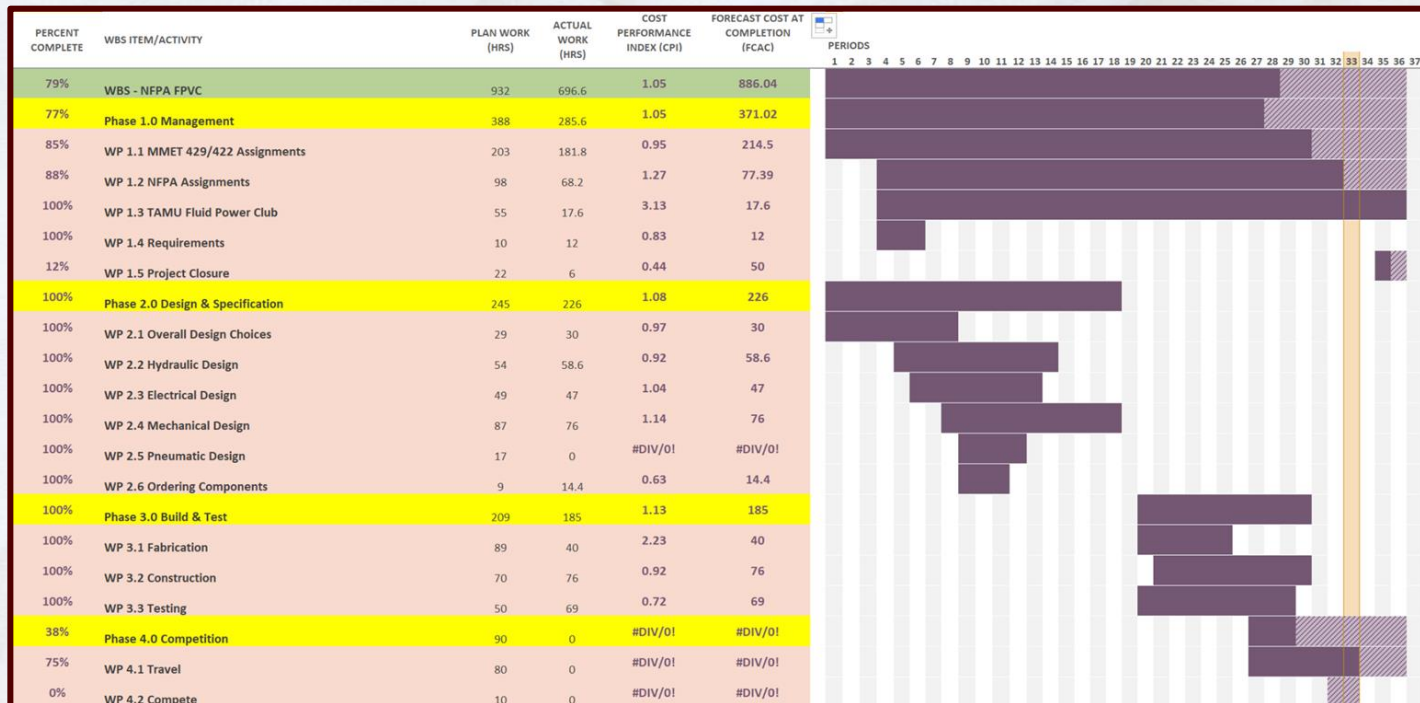 PERCENT COMPLETE WBS ITEM/ACTIVITY PLAN WORK (HRS) ACTUAL WORK (HRS) COST PERFORMANCE INDEX (CPI) FORECAST COST AT COMPLETION (FCAC) PERIODS
1 2 3 4 5 6 7 8 9 10 11 12 13 14 15 16 17 18 19 20 21 22 23 24 25 26 27 28 29 30 31 32 33 34 35 36 37
79% WBS - NFPA FPVC 932 696.6 1.05 886.04
77% Phase 1.0 Management 388 285.6 1.05 371.02
85% WP 1.1 MMET 429/422 Assignments 203 181.8 0.95 214.5
88% WP 1.2 NFPA Assignments 98 68.2 1.27 77.39
100% WP 1.3 TAMU Fluid Power Club 55 17.6 3.13 17.6
100% WP 1.4 Requirements 10 12 0.83 12
12% WP 1.5 Project Closure 22 6 0.44 50
100% Phase 2.0 Design & Specification 245 226 1.08 226
100% WP 2.1 Overall Design Choices 29 30 0.97 30
100% WP 2.2 Hydraulic Design 54 58.6 0.92 58.6
100% WP 2.3 Electrical Design 49 47 1.04 47
100% WP 2.4 Mechanical Design 87 76 1.14 76
100% WP 2.5 Pneumatic Design 17 0 #DIV/0! #DIV/0!
100% WP 2.6 Ordering Components 9 14.4 0.63 14.4
100% Phase 3.0 Build & Test 209 185 1.13 185
100% WP 3.1 Fabrication 89 40 2.23 40
100% WP 3.2 Construction 70 76 0.92 76
100% WP 3.3 Testing 50 69 0.72 69
38% Phase 4.0 Competition 90 0 #DIV/0! #DIV/0!
75% WP 4.1 Travel 80 0 #DIV/0! #DIV/0!
0% WP 4.2 Compete 10 0 #DIV/0! #DIV/0!